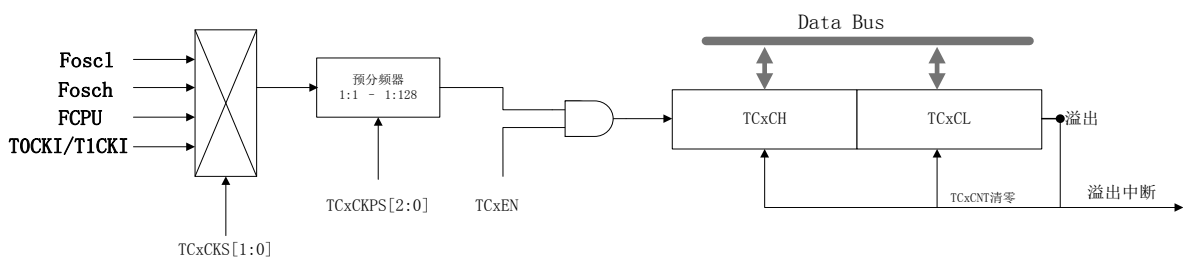 Data Bus
Foscl
Fosch
FCPU
T0CKI/T1CKI
预分频器
1:1 - 1:128
TCxCH
TCxCL
溢出
TCxCKPS[2:0]
TCxEN
TCxCNT清零
溢出中断
TCxCKS[1:0]